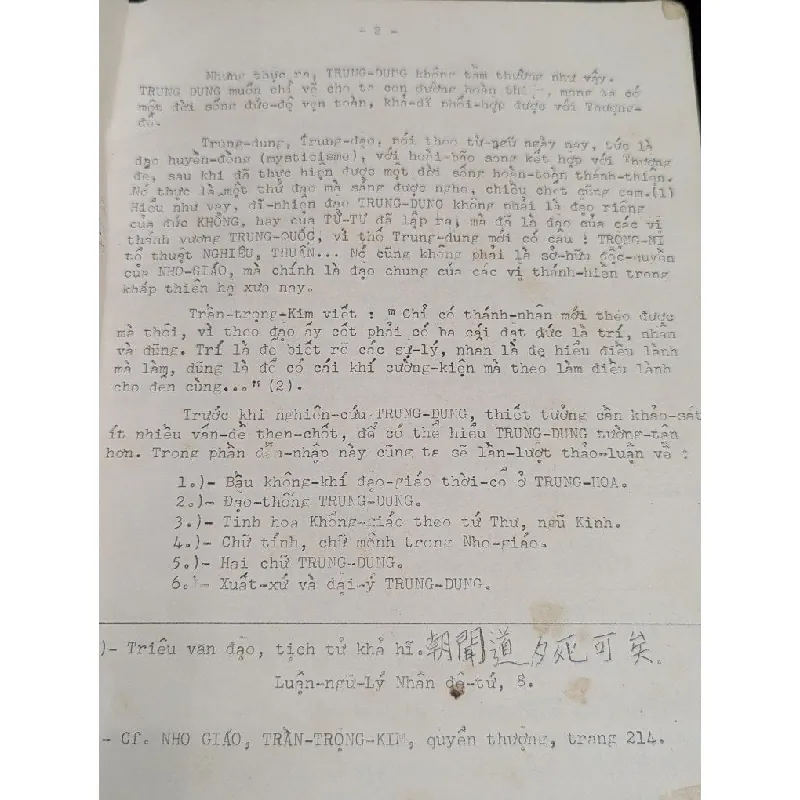 - 2 -
Nhưng thực ra, TRUNG-DUNG không tầm thường như vậy.
TRUNG DUNG muốn chỉ vẽ cho ta con đường hoàn thiện, mong ta có
một đời sống đức-độ vẹn toàn, khả-dĩ phối-hợp được với Thượng-
đế.
Trung-dung, Trung-đạo, nói theo từ-ngữ ngày nay, tức là
đạo huyền-đồng (mysticisme), với hoài-bão song kết hợp với Thượng
đế, sau khi đã thực hiện được một đời sống hoàn-toàn thánh-thiện.
Nó thực là một thứ đạo mà sáng được nghe, chiều chết cũng cam.(1)
Hiểu như vậy, dĩ-nhiên đạo TRUNG-DUNG không phải là đạo riêng
của đức KHỔNG, hay của TỬ-TƯ đã lập ra, mà đã là đạo của các vị
thánh vương TRUNG-QUỐC, vì thế Trung-dung mới có câu : TRỌNG-NI
tổ thuật NGHIÊU, THUẤN... Nó cũng không phải là sở-hữu độc-quyền
của NHO-GIÁO, mà chính là đạo chung của các vị thánh-hiền trong
khắp thiên hạ xưa nay.
Trần-trọng-Kim viết : " Chỉ có thánh-nhân mới theo được
mà thôi, vì theo đạo ấy cốt phải có ba cái đạt đức là trí, nhân
và dũng. Trí là để biết rõ các sự-lý, nhân là để hiểu điều lành
mà làm, dũng là để có cái khí cường-kiện mà theo làm điều lành
cho đến cùng..." (2).
Trước khi nghiên-cứu TRUNG-DUNG, thiết tưởng cần khảo-sát
ít nhiều vấn-đề then-chốt, để có thể hiểu TRUNG-DUNG tường-tận
hơn. Trong phần dẫn-nhập này cũng ta sẽ lần-lượt thảo-luận về :
1.)- Bầu không-khí đạo-giáo thời-cổ ở TRUNG-HOA.
2.)- Đạo-thống TRUNG-DUNG.
3.)- Tinh hoa Khổng-giáo theo tứ Thư, ngũ Kinh.
4.)- Chữ tính, chữ mệnh trong Nho-giáo.
5.)- Hai chữ TRUNG-DUNG.
6.)- Xuất-xứ và đại-ý TRUNG-DUNG.
)- Triêu văn đạo, tịch tử khả hĩ. 朝聞道夕死可矣.
Luận-ngữ-Lý Nhân đệ-tứ, 8.
- Cf. NHO GIÁO, TRẦN-TRỌNG-KIM, quyển thượng, trang 214.